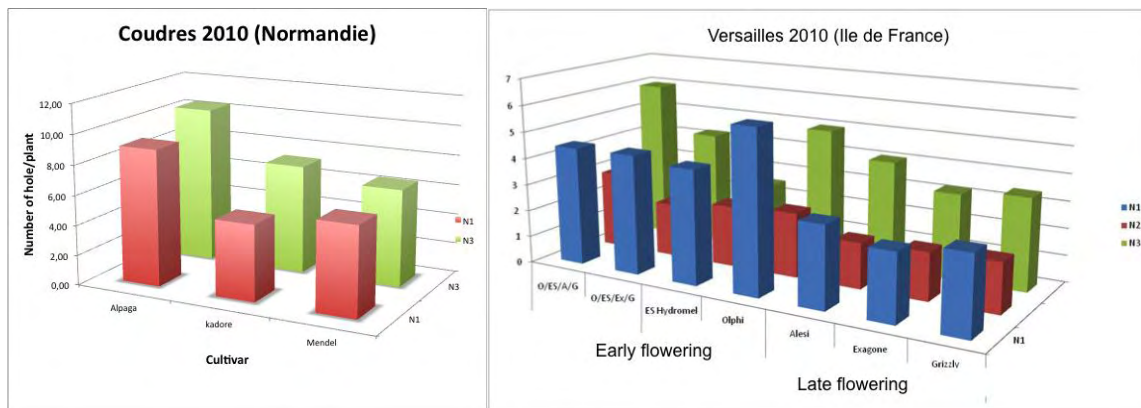 Coudres 2010 (Normandie)
Number of hole/plant
12,00
10,00
8,00
6,00
4,00
2,00
0,00
Alpaga
kadore
Mendel
Cultivar
N1
N3
N1
N3
Versailles 2010 (Ile de France)
7
6
5
4
3
2
1
0
O/ES/A/G
O/ES/Ex/G
ES Hydromel
Olphi
Alesi
Exagone
Grizzly
Early flowering
Late flowering
N1
N1
N2
N3